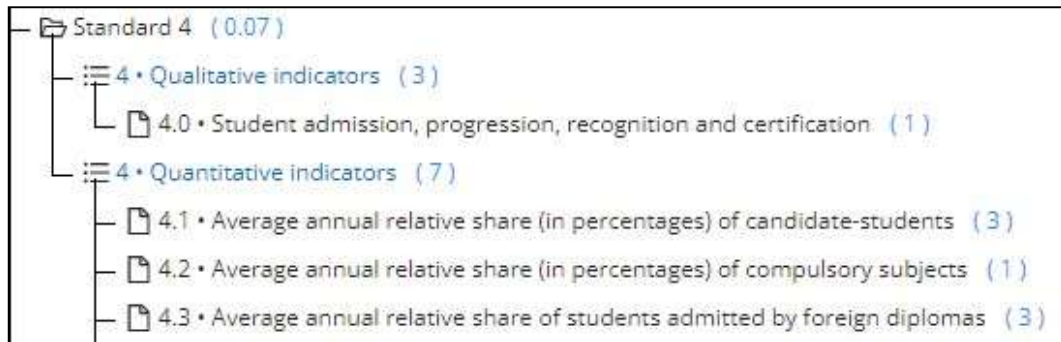 Standard 4 (0.07)
4 • Qualitative indicators (3)
4.0 • Student admission, progression, recognition and certification (1)
4 • Quantitative indicators (7)
4.1 • Average annual relative share (in percentages) of candidate-students (3)
4.2 • Average annual relative share (in percentages) of compulsory subjects (1)
4.3 • Average annual relative share of students admitted by foreign diplomas (3)